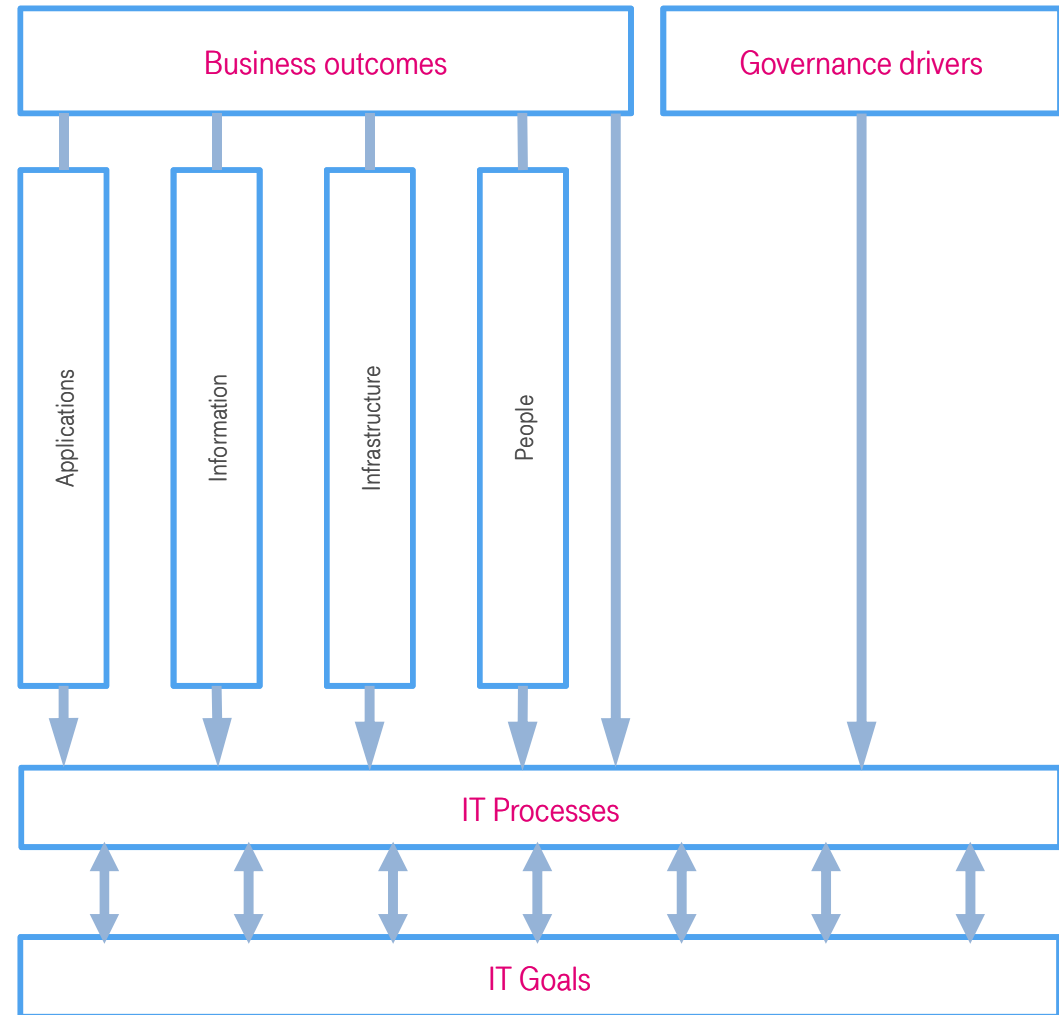 Business outcomes
Governance drivers
Applications
Information
Infrastructure
People
IT Processes
IT Goals